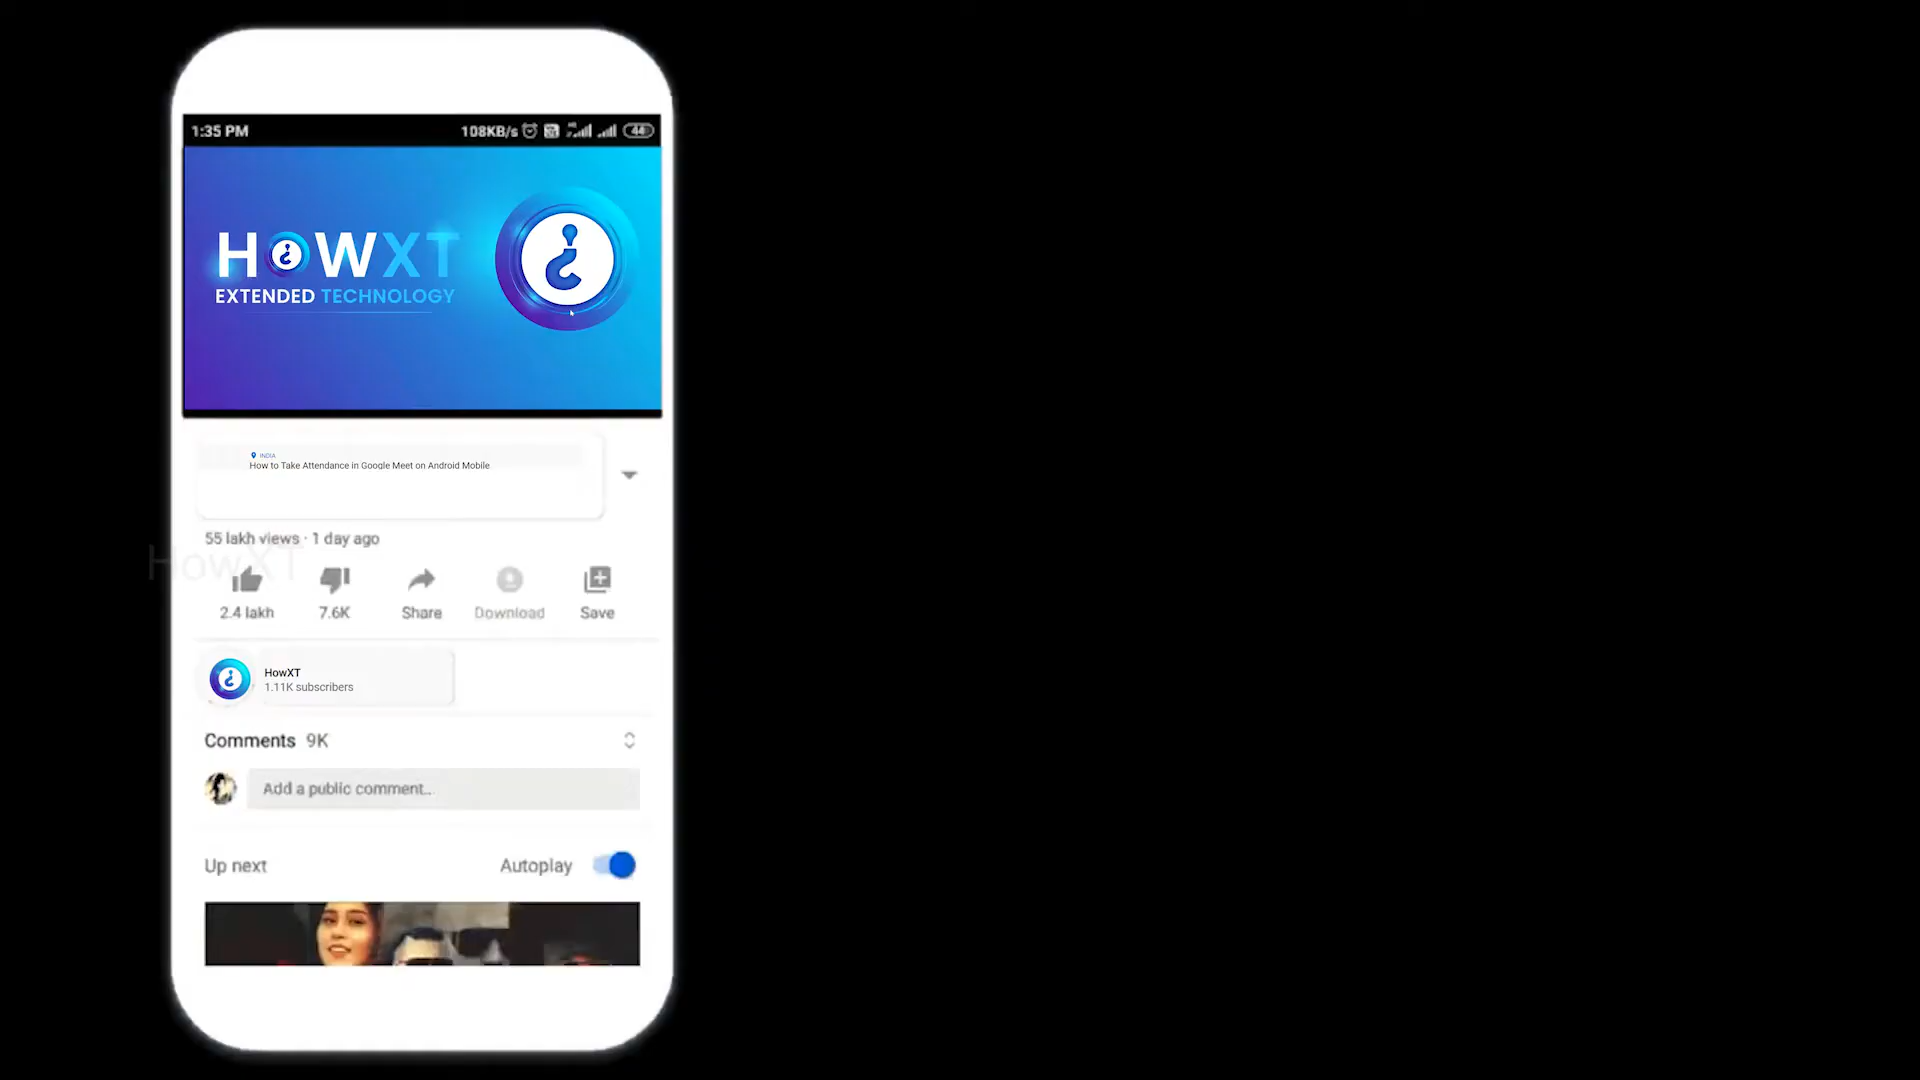 1:35 PM 108KB/s 44
HOWXT
EXTENDED TECHNOLOGY
INDIA
How to Take Attendance in Google Meet on Android Mobile
55 lakh views · 1 day ago
HowXT
2.4 lakh 7.6K Share Download Save
HowXT
1.11K subscribers
Comments 9K
Add a public comment...
Up next Autoplay